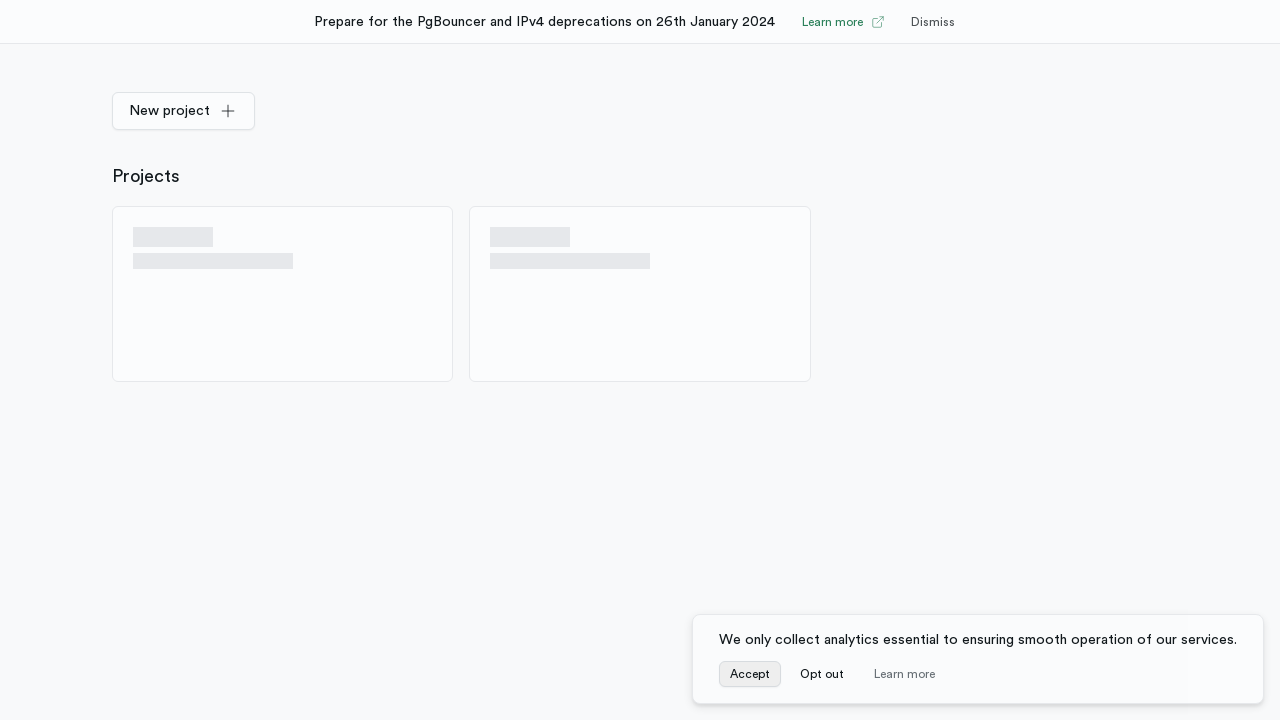 Prepare for the PgBouncer and IPv4 deprecations on 26th January 2024 Learn more Dismiss
New project
Projects
We only collect analytics essential to ensuring smooth operation of our services.
Accept Opt out Learn more